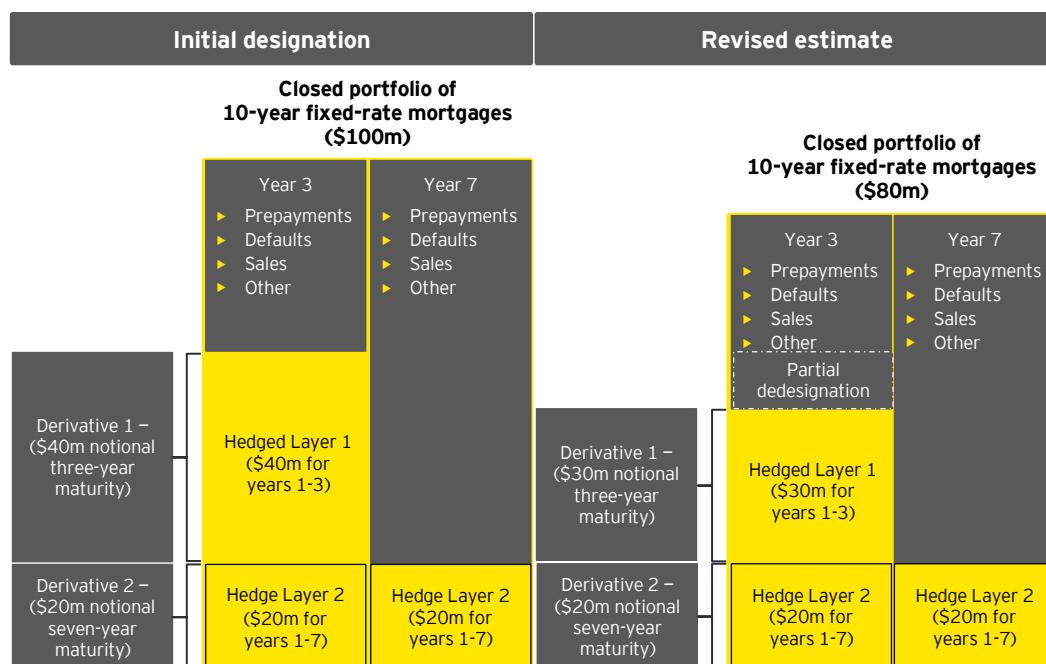 Initial designation
Revised estimate
Closed portfolio of
10-year fixed-rate mortgages
($100m)
Closed portfolio of
10-year fixed-rate mortgages
($80m)
Year 3
► Prepayments
► Defaults
► Sales
► Other
Year 7
► Prepayments
► Defaults
► Sales
► Other
Year 3
► Prepayments
► Defaults
► Sales
► Other
Partial
dedesignation
Year 7
► Prepayments
► Defaults
► Sales
► Other
Derivative 1 –
($40m notional
three-year
maturity)
Hedged Layer 1
($40m for
years 1-3)
Derivative 1 –
($30m notional
three-year
maturity)
Hedged Layer 1
($30m for
years 1-3)
Derivative 2 –
($20m notional
seven-year
maturity)
Hedge Layer 2
($20m for
years 1-7)
Hedge Layer 2
($20m for
years 1-7)
Derivative 2 –
($20m notional
seven-year
maturity)
Hedge Layer 2
($20m for
years 1-7)
Hedge Layer 2
($20m for
years 1-7)